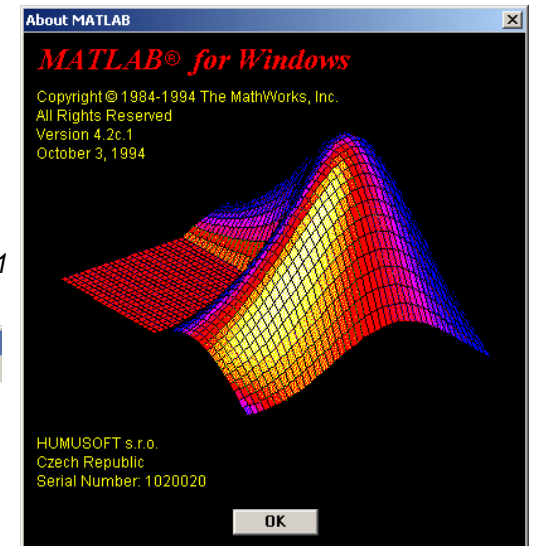 About MATLAB
MATLAB® for Windows
Copyright © 1984-1994 The MathWorks, Inc.
All Rights Reserved
Version 4.2c.1
October 3, 1994
1
HUMUSOFT s.r.o.
Czech Republic
Serial Number: 1020020
OK